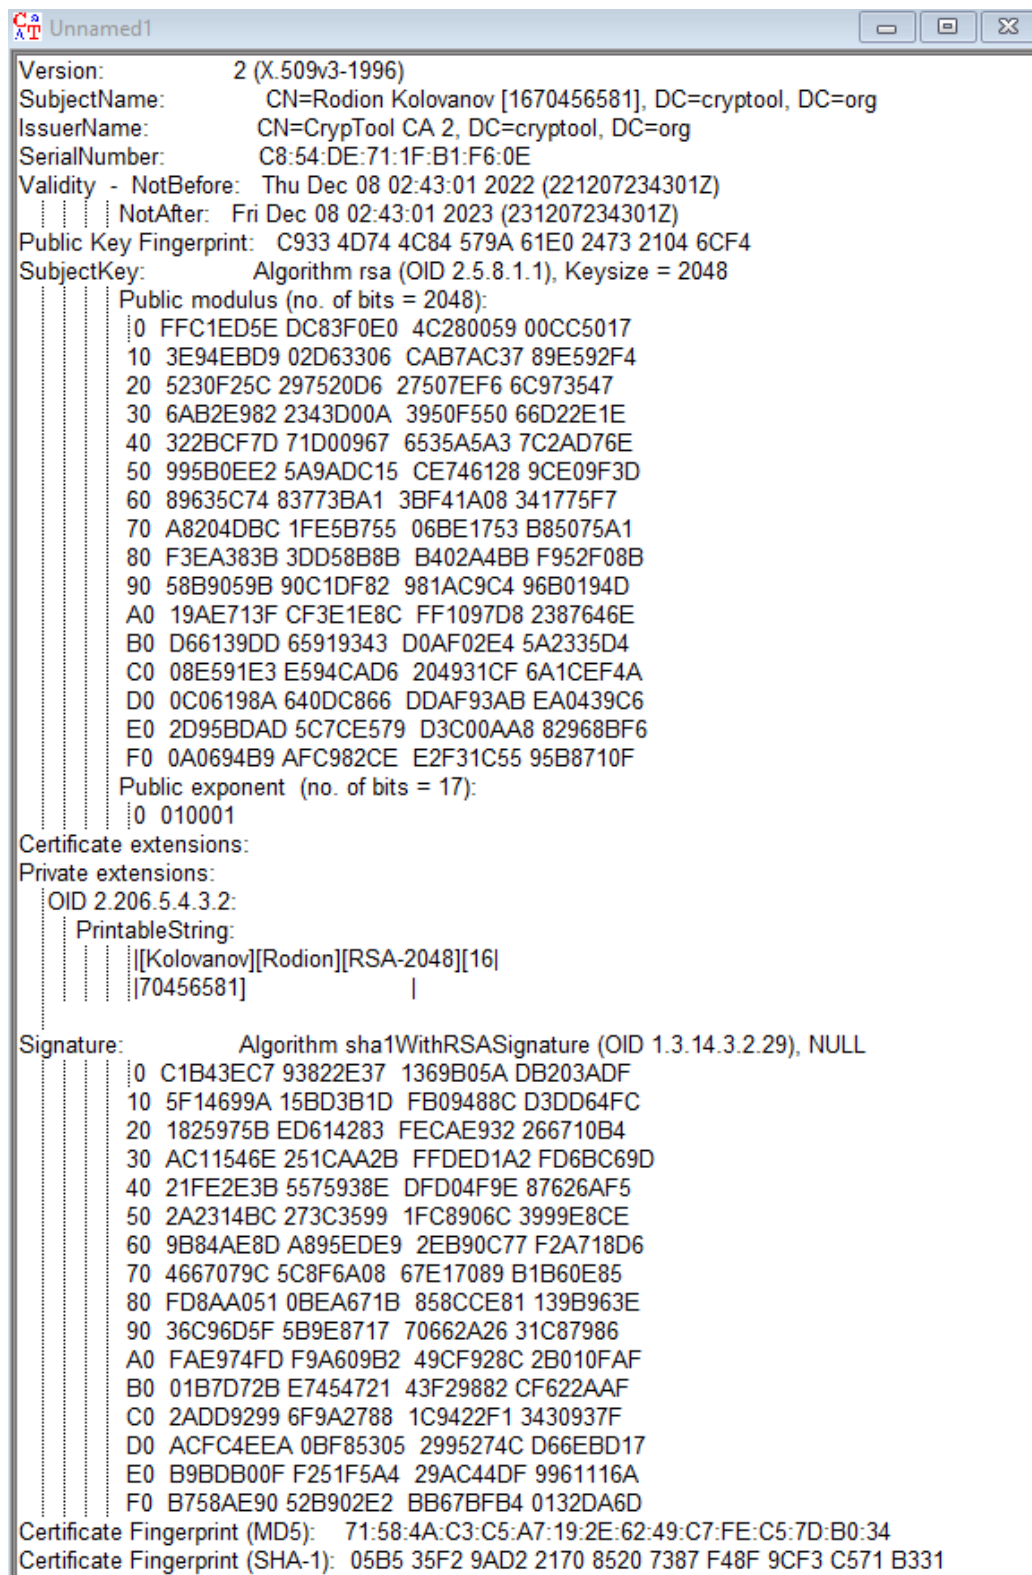 Unnamed1
Version: 2 (X.509v3-1996)
SubjectName: CN=Rodion Kolovanov [1670456581], DC=cryptool, DC=org
IssuerName: CN=CrypTool CA 2, DC=cryptool, DC=org
SerialNumber: C8:54:DE:71:1F:B1:F6:0E
Validity - NotBefore: Thu Dec 08 02:43:01 2022 (221207234301Z)
NotAfter: Fri Dec 08 02:43:01 2023 (231207234301Z)
Public Key Fingerprint: C933 4D74 4C84 579A 61E0 2473 2104 6CF4
SubjectKey: Algorithm rsa (OID 2.5.8.1.1), Keysize = 2048
Public modulus (no. of bits = 2048):
0 FFC1ED5E DC83F0E0 4C280059 00CC5017
10 3E94EBD9 02D63306 CAB7AC37 89E592F4
20 5230F25C 297520D6 27507EF6 6C973547
30 6AB2E982 2343D00A 3950F550 66D22E1E
40 322BCF7D 71D00967 6535A5A3 7C2AD76E
50 995B0EE2 5A9ADC15 CE746128 9CE09F3D
60 89635C74 83773BA1 3BF41A08 341775F7
70 A8204DBC 1FE5B755 06BE1753 B85075A1
80 F3EA383B 3DD58B8B B402A4BB F952F08B
90 58B9059B 90C1DF82 981AC9C4 96B0194D
A0 19AE713F CF3E1E8C FF1097D8 2387646E
B0 D66139DD 65919343 D0AF02E4 5A2335D4
C0 08E591E3 E594CAD6 204931CF 6A1CEF4A
D0 0C06198A 640DC866 DDAF93AB EA0439C6
E0 2D95BDAD 5C7CE579 D3C00AA8 82968BF6
F0 0A0694B9 AFC982CE E2F31C55 95B8710F
Public exponent (no. of bits = 17):
0 010001
Certificate extensions:
Private extensions:
OID 2.206.5.4.3.2:
PrintableString:
|[Kolovanov][Rodion][RSA-2048][16|
|70456581] |
Signature: Algorithm sha1WithRSASignature (OID 1.3.14.3.2.29), NULL
0 C1B43EC7 93822E37 1369B05A DB203ADF
10 5F14699A 15BD3B1D FB09488C D3DD64FC
20 1825975B ED614283 FECAE932 266710B4
30 AC11546E 251CAA2B FFDED1A2 FD6BC69D
40 21FE2E3B 5575938E DFD04F9E 87626AF5
50 2A2314BC 273C3599 1FC8906C 3999E8CE
60 9B84AE8D A895EDE9 2EB90C77 F2A718D6
70 4667079C 5C8F6A08 67E17089 B1B60E85
80 FD8AA051 0BEA671B 858CCE81 139B963E
90 36C96D5F 5B9E8717 70662A26 31C87986
A0 FAE974FD F9A609B2 49CF928C 2B010FAF
B0 01B7D72B E7454721 43F29882 CF622AAF
C0 2ADD9299 6F9A2788 1C9422F1 3430937F
D0 ACFC4EEA 0BF85305 2995274C D66EBD17
E0 B9BDB00F F251F5A4 29AC44DF 9961116A
F0 B758AE90 52B902E2 BB67BFB4 0132DA6D
Certificate Fingerprint (MD5): 71:58:4A:C3:C5:A7:19:2E:62:49:C7:FE:C5:7D:B0:34
Certificate Fingerprint (SHA-1): 05B5 35F2 9AD2 2170 8520 7387 F48F 9CF3 C571 B331